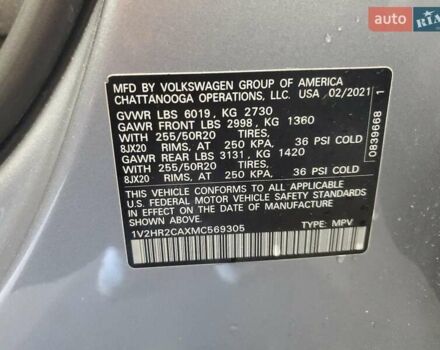 auto RIA.com
MFD BY VOLKSWAGEN GROUP OF AMERICA
CHATTANOOGA OPERATIONS, LLC. USA 02/2021
GVWR LBS 6019, KG 2730
GAWR FRONT LBS 2998, KG 1360
WITH 255/50R20 TIRES,
8JX20 RIMS, AT 250 KPA. 36 PSI COLD
GAWR REAR LBS 3131, KG 1420
WITH 255/50R20 TIRES,
8JX20 RIMS, AT 250 KPA. 36 PSI COLD
THIS VEHICLE CONFORMS TO ALL APPLICABLE
U.S. FEDERAL MOTOR VEHICLE SAFETY STANDARDS
IN EFFECT ON THE DATE OF MANUFACTURE
SHOWN ABOVE.
1V2HR2CAXMC569305 TYPE: MPV
0839668 1